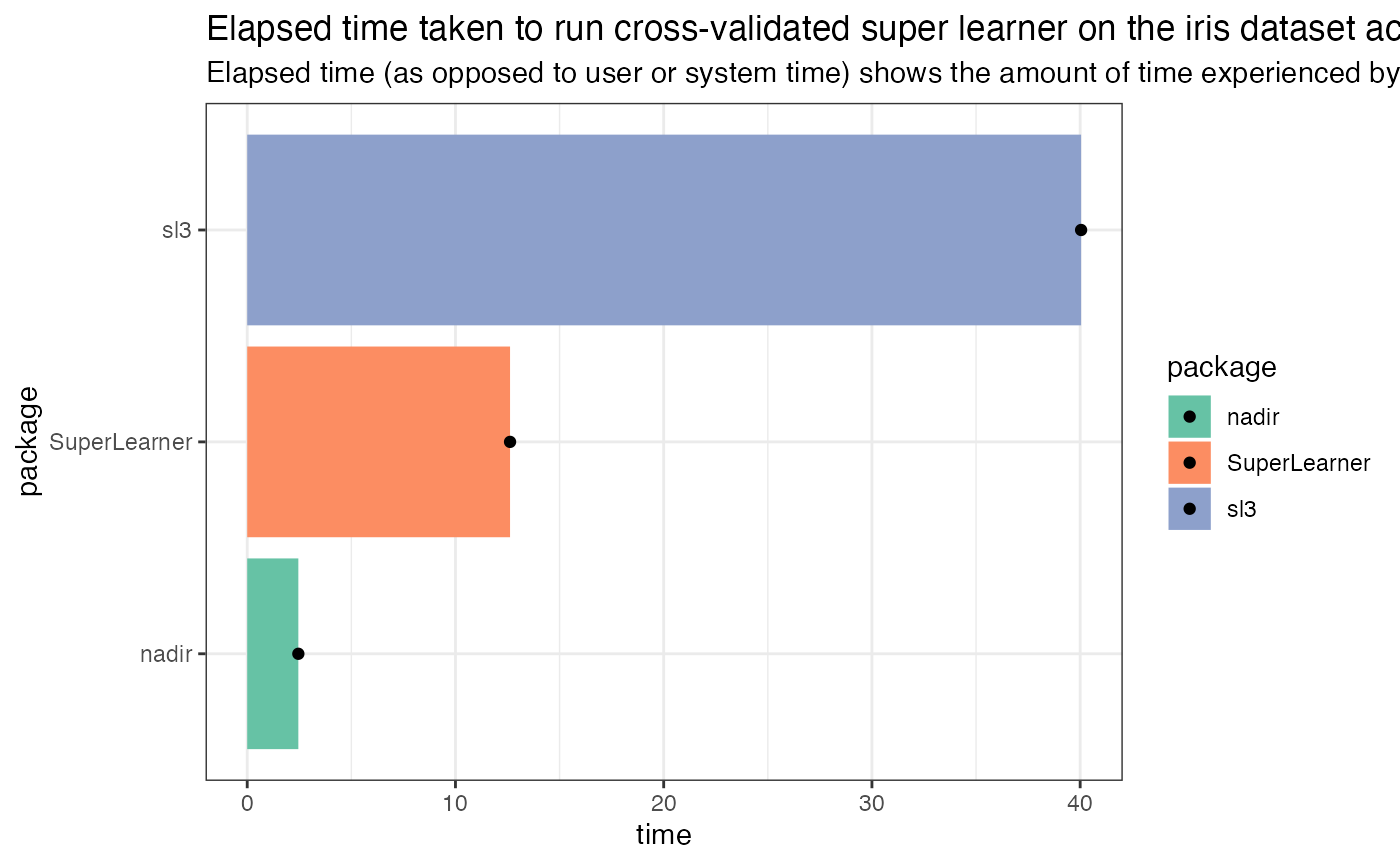 Elapsed time taken to run cross-validated super learner on the iris dataset ac
Elapsed time (as opposed to user or system time) shows the amount of time experienced by
sl3
SuperLearner
nadir
package
0 10 20 30 40
time
package
nadir
SuperLearner
sl3